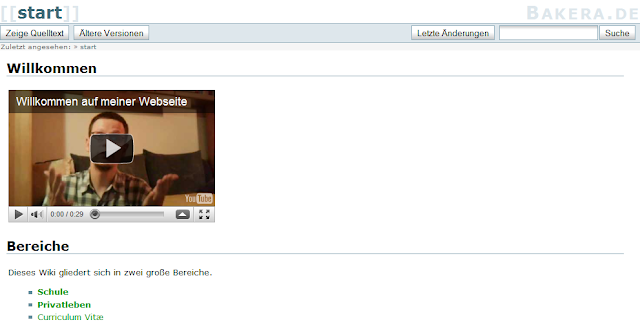 [[start]]
BAKERA.DE
Zeige Quelltext Ältere Versionen Letzte Änderungen Suche
Zuletzt angesehen: » start
Willkommen
Willkommen auf meiner Webseite
YouTube
0:00 / 0:29
Bereiche
Dieses Wiki gliedert sich in zwei große Bereiche.
Schule
Privatleben
Curriculum Vitæ